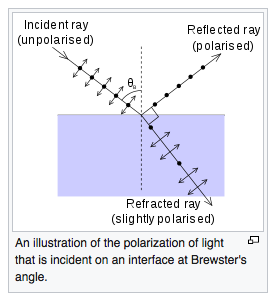 Incident ray
(unpolarised)
Reflected ray
(polarised)
θB
Refracted ray
(slightly polarised)
An illustration of the polarization of light
that is incident on an interface at Brewster's
angle.